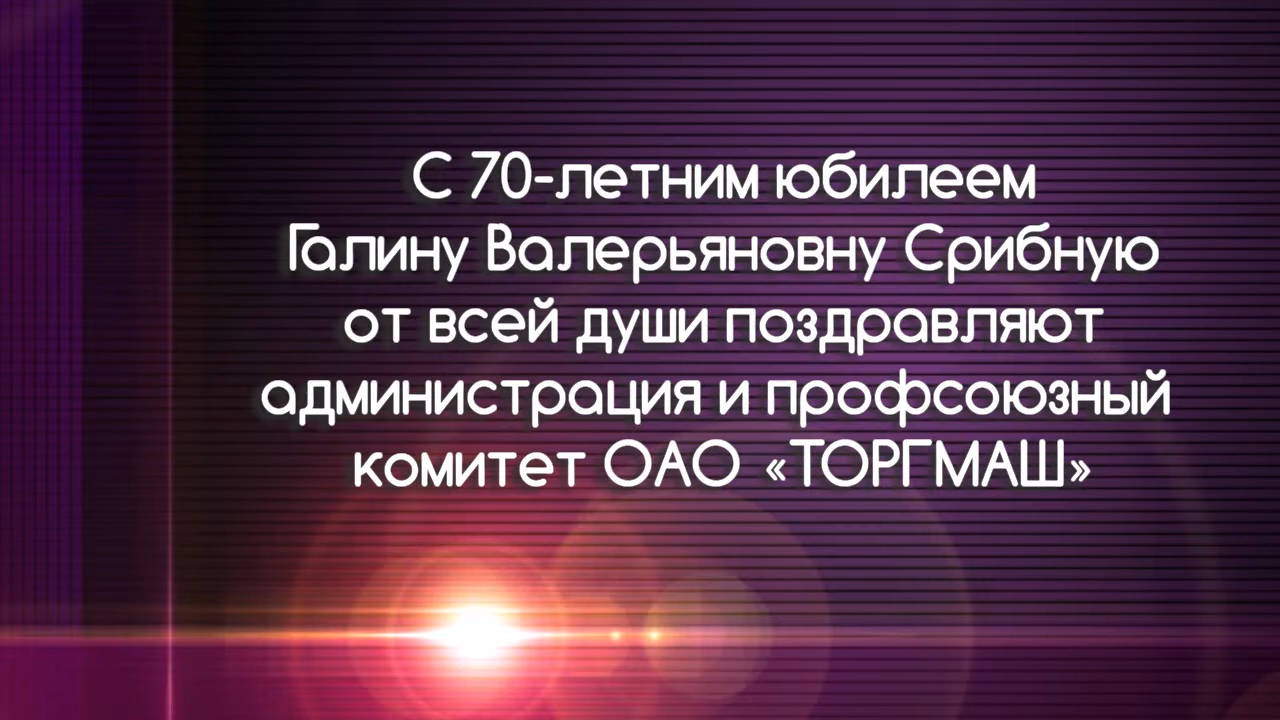 С 70-летним юбилеем
Галину Валерьяновну Срибную
от всей души поздравляют
администрация и профсоюзный
комитет ОАО «ТОРГМАШ»